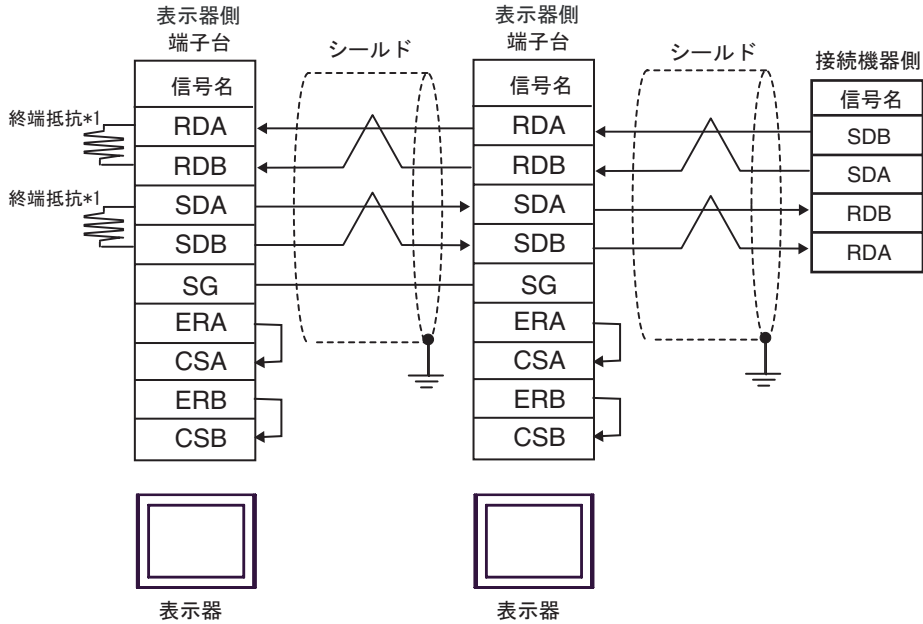 表示器側
端子台
信号名
RDA
RDB
SDA
SDB
SG
ERA
CSA
ERB
CSB
終端抵抗*1
終端抵抗*1
シールド
表示器
表示器側
端子台
信号名
RDA
RDB
SDA
SDB
SG
ERA
CSA
ERB
CSB
シールド
表示器
接続機器側
信号名
SDB
SDA
RDB
RDA